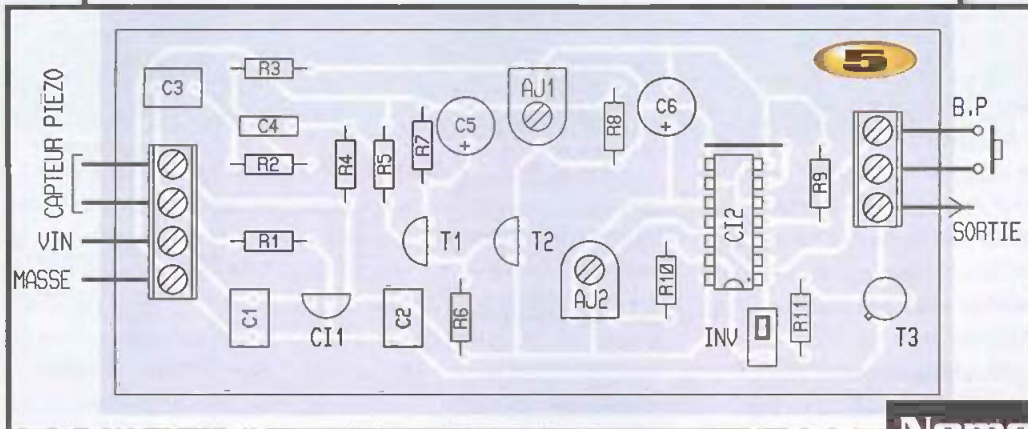 5
CAPTEUR PIÉZO
VIN
MASSE
C3
R3
C4
R2
R1
R4
R5
R7
C5
+
AJ1
R8
C6
+
B.P
R9
SORTIE
T1
T2
CI2
C1
CI1
C2
R6
AJ2
R10
INV
R11
T3